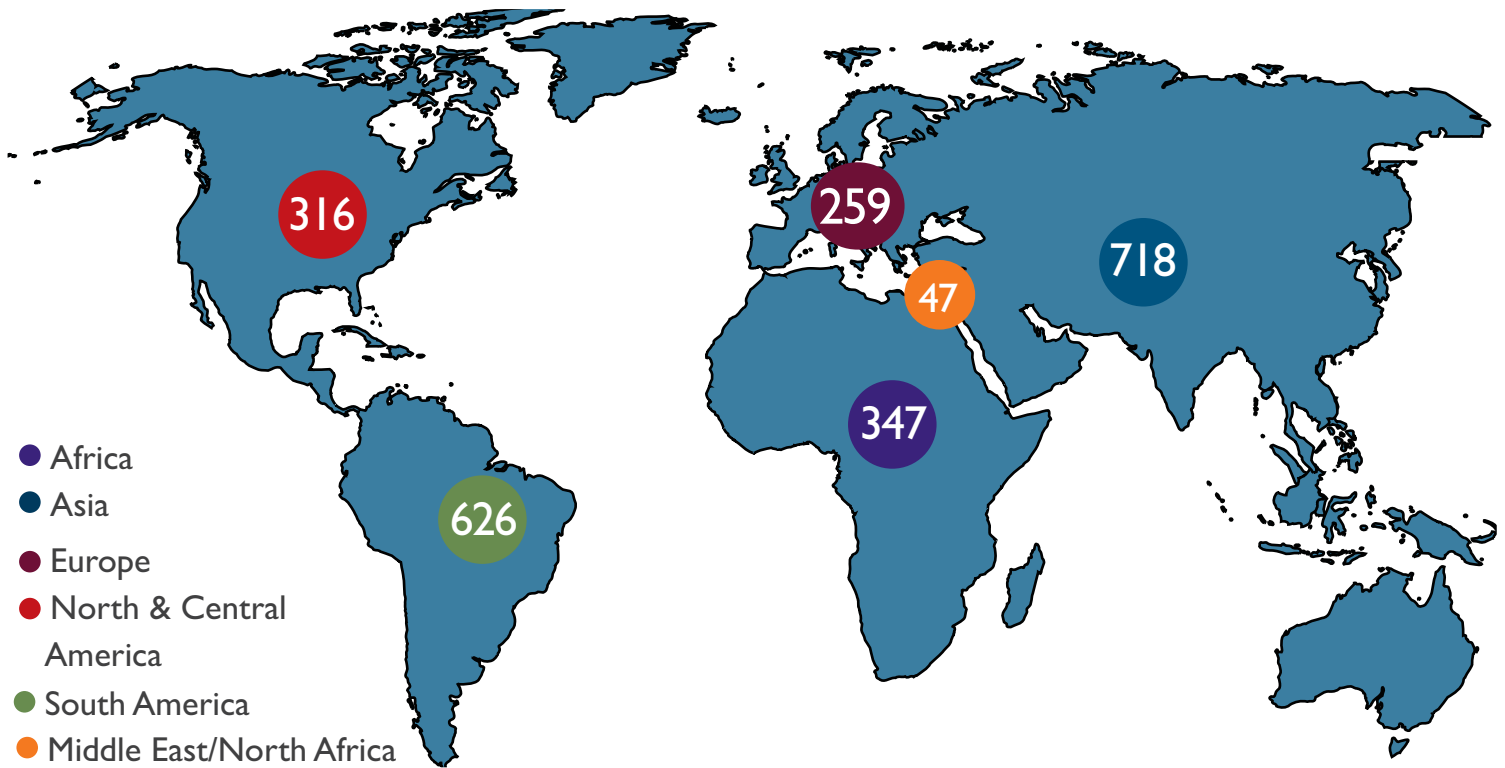 316
259
718
47
347
626
Africa
Asia
Europe
North & Central
America
South America
Middle East/North Africa